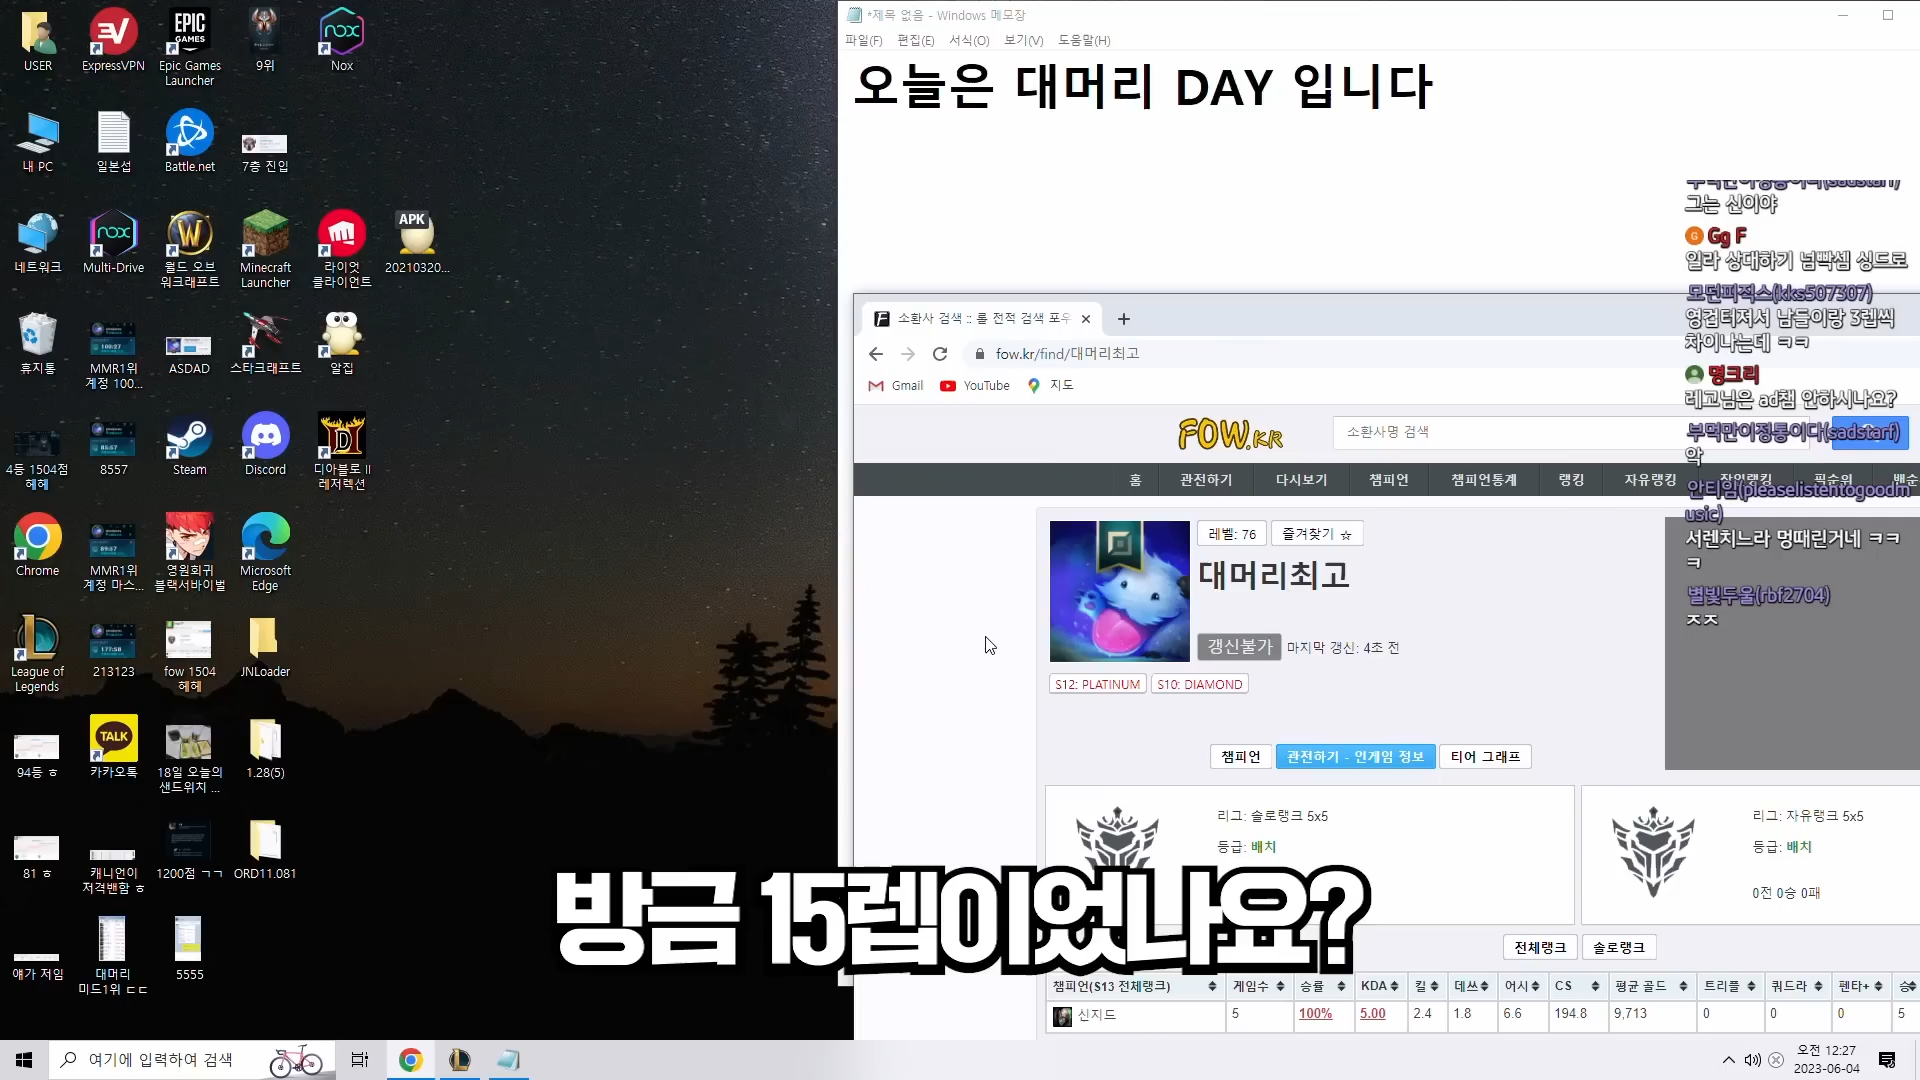 USER
ExpressVPN
EPIC
GAMES
Epic Games
Launcher
9위
nox
Nox
내 PC
일본섭
Battle.net
7층 진입
네트워크
nox
Multi-Drive
월드 오브
워크래프트
Minecraft
Launcher
라이엇
클라이언트
APK
20210320...
휴지통
MMR1위
계정 100...
ASDAD
스타크래프트
알집
4등 1504점
헤헤
8557
Steam
Discord
디아블로 II
레저렉션
Chrome
MMR1위
계정 마스...
영원회귀
블랙서바이벌
Microsoft
Edge
League of
Legends
213123
fow 1504
헤헤
JNLoader
94등 ㅎ
TALK
카카오톡
18일 오늘의
샌드위치 ...
1.28(5)
81 ㅎ
캐니언이
저격밴함 ㅎ
1200점 ㄱㄱ
ORD11.081
얘가 저임
대머리
미드1위 ㄷㄷ
5555
*제목 없음 - Windows 메모장
파일(F) 편집(E) 서식(O) 보기(V) 도움말(H)
오늘은 대머리 DAY 입니다
그는 신이야
Gg F
일라 상대하기 넘빡셈 싱드로
모던피직스(kks507307)
영겁터져서 남들이랑 3렙씩
차이나는데 ㅋㅋ
명크리
레고님은 ad챔 안하시나요?
부먹만이정통이다(sadstarf)
악
안티임(pleaselistentogoodm
usic)
서렌치느라 멍때린거네 ㅋㅋ
ㅋ
별빛두울(rbf2704)
ㅈㅈ
소환사 검색 :: 롤 전적 검색 포우
fow.kr/find/대머리최고
Gmail YouTube 지도
FOW.KR
소환사명 검색
홈 관전하기 다시보기 챔피언 챔피언통계 랭킹 자유랭킹 픽순위
레벨: 76 즐겨찾기 ☆
대머리최고
갱신불가 마지막 갱신: 4초 전
S12: PLATINUM S10: DIAMOND
챔피언 관전하기 - 인게임 정보 티어 그래프
리그: 솔로랭크 5x5
등급: 배치
리그: 자유랭크 5x5
등급: 배치
0전 0승 0패
방금 15렙이었나요?
전체랭크 솔로랭크
챔피언(S13 전체랭크) 게임수 승률 KDA 킬 데쓰 어시 CS 평균 골드 트리플 쿼드라 펜타+ 승
신지드 5 100% 5.00 2.4 1.8 6.6 194.8 9,713 0 0 0 5
여기에 입력하여 검색
오전 12:27
2023-06-04